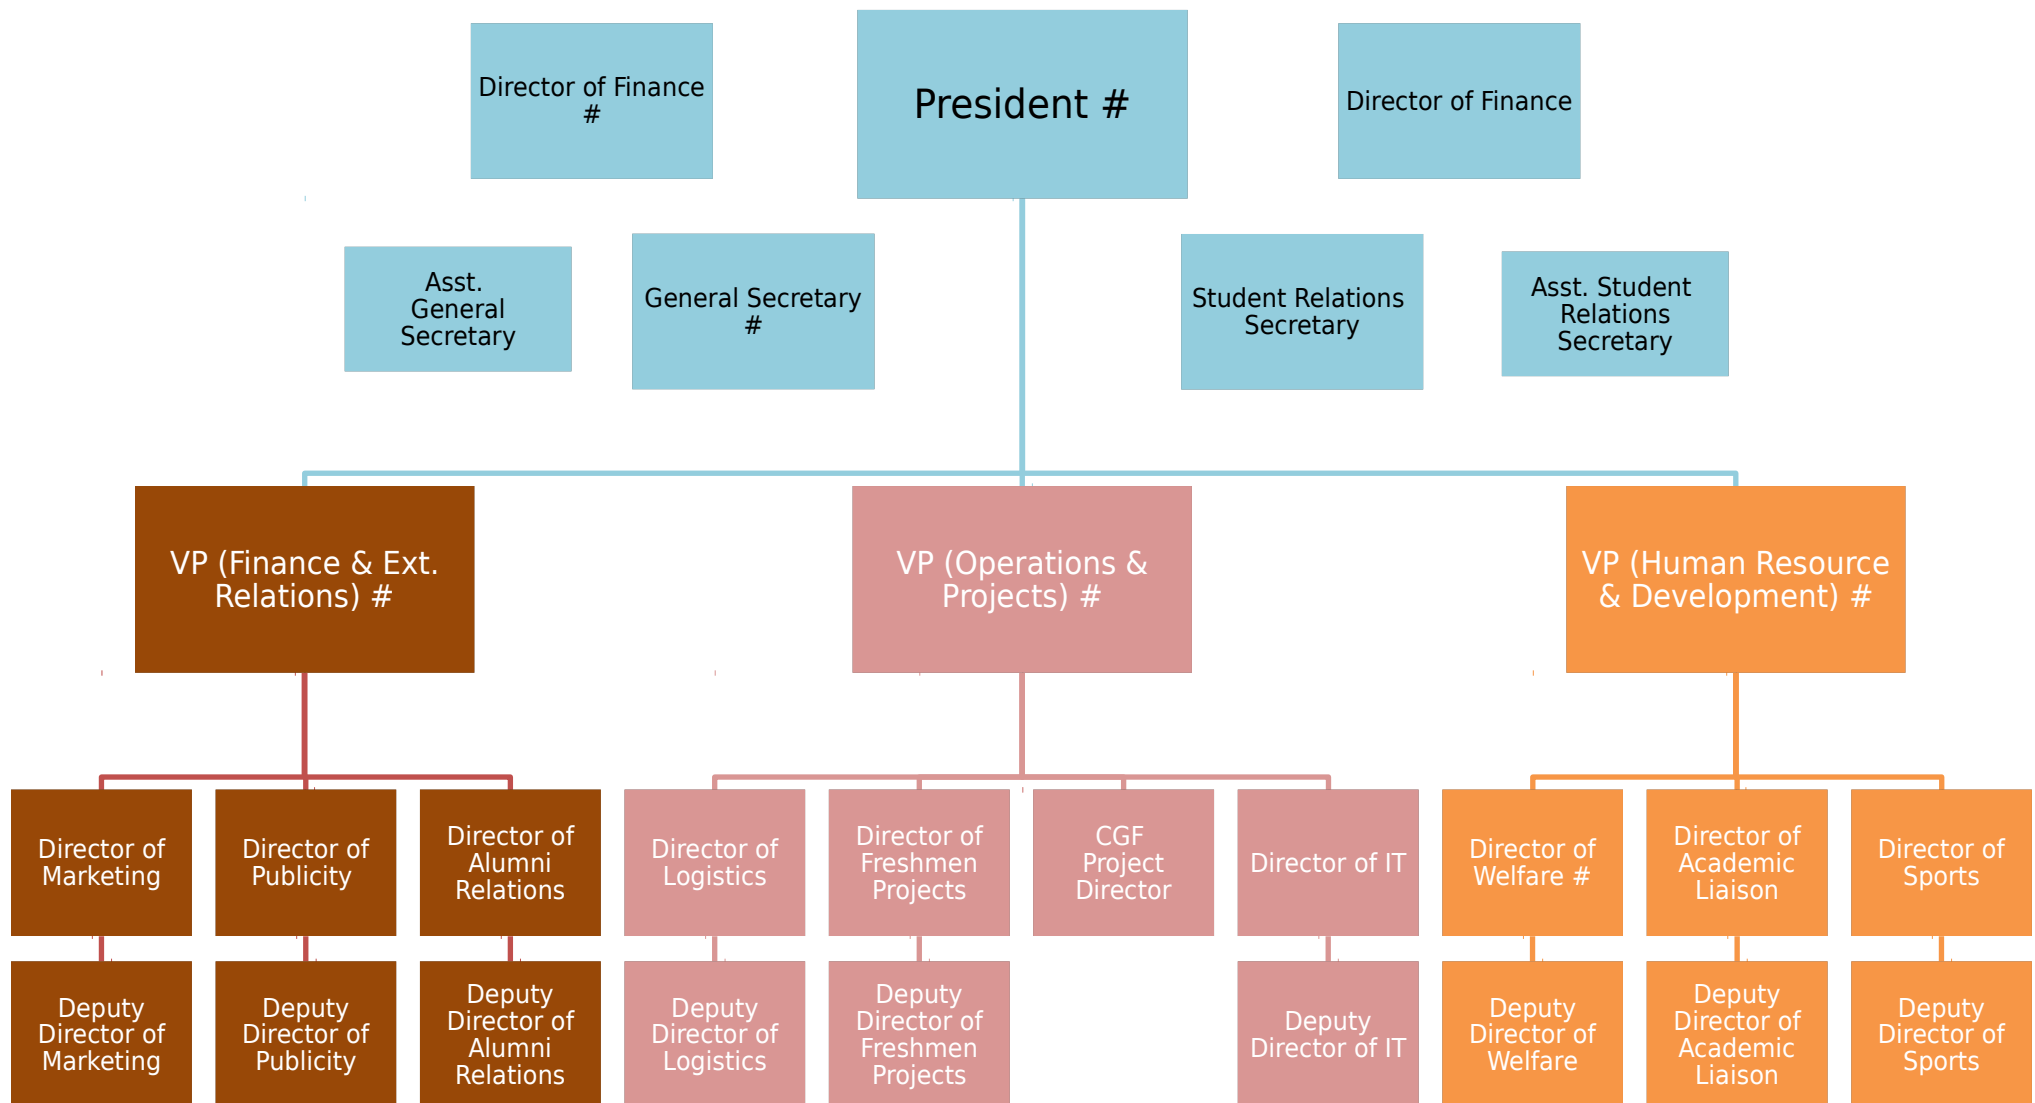 Director of Finance
#
President #
Director of Finance
Asst.
General
Secretary
General Secretary
#
Student Relations
Secretary
Asst. Student
Relations
Secretary
VP (Finance & Ext.
Relations) #
VP (Operations &
Projects) #
VP (Human Resource
& Development) #
Director of
Marketing
Director of
Publicity
Director of
Alumni
Relations
Director of
Logistics
Director of
Freshmen
Projects
CGF
Project
Director
Director of IT
Director of
Welfare #
Director of
Academic
Liaison
Director of
Sports
Deputy
Director of
Marketing
Deputy
Director of
Publicity
Deputy
Director of
Alumni
Relations
Deputy
Director of
Logistics
Deputy
Director of
Freshmen
Projects
Deputy
Director of IT
Deputy
Director of
Welfare
Deputy
Director of
Academic
Liaison
Deputy
Director of
Sports